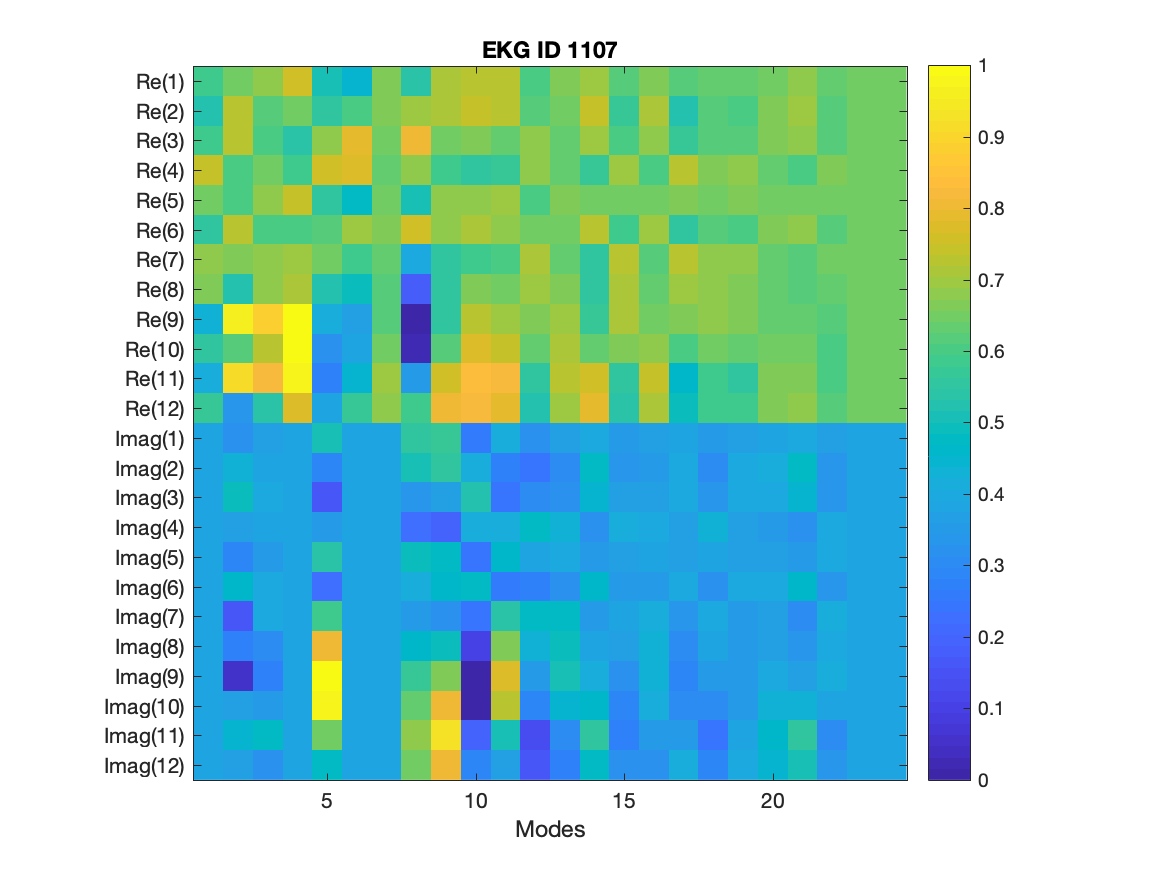 EKG ID 1107
Re(1)
Re(2)
Re(3)
Re(4)
Re(5)
Re(6)
Re(7)
Re(8)
Re(9)
Re(10)
Re(11)
Re(12)
Imag(1)
Imag(2)
Imag(3)
Imag(4)
Imag(5)
Imag(6)
Imag(7)
Imag(8)
Imag(9)
Imag(10)
Imag(11)
Imag(12)
5 10 15 20
Modes
1
0.9
0.8
0.7
0.6
0.5
0.4
0.3
0.2
0.1
0